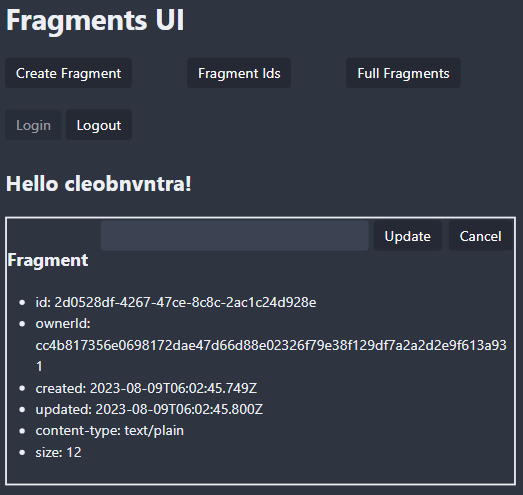 Fragments UI
Create Fragment Fragment Ids Full Fragments
Login Logout
Hello cleobnvntra!
Update Cancel
Fragment
• id: 2d0528df-4267-47ce-8c8c-2ac1c24d928e
• ownerId:
cc4b817356e0698172dae47d66d88e02326f79e38f129df7a2a2d2e9f613a93
1
• created: 2023-08-09T06:02:45.749Z
• updated: 2023-08-09T06:02:45.800Z
• content-type: text/plain
• size: 12